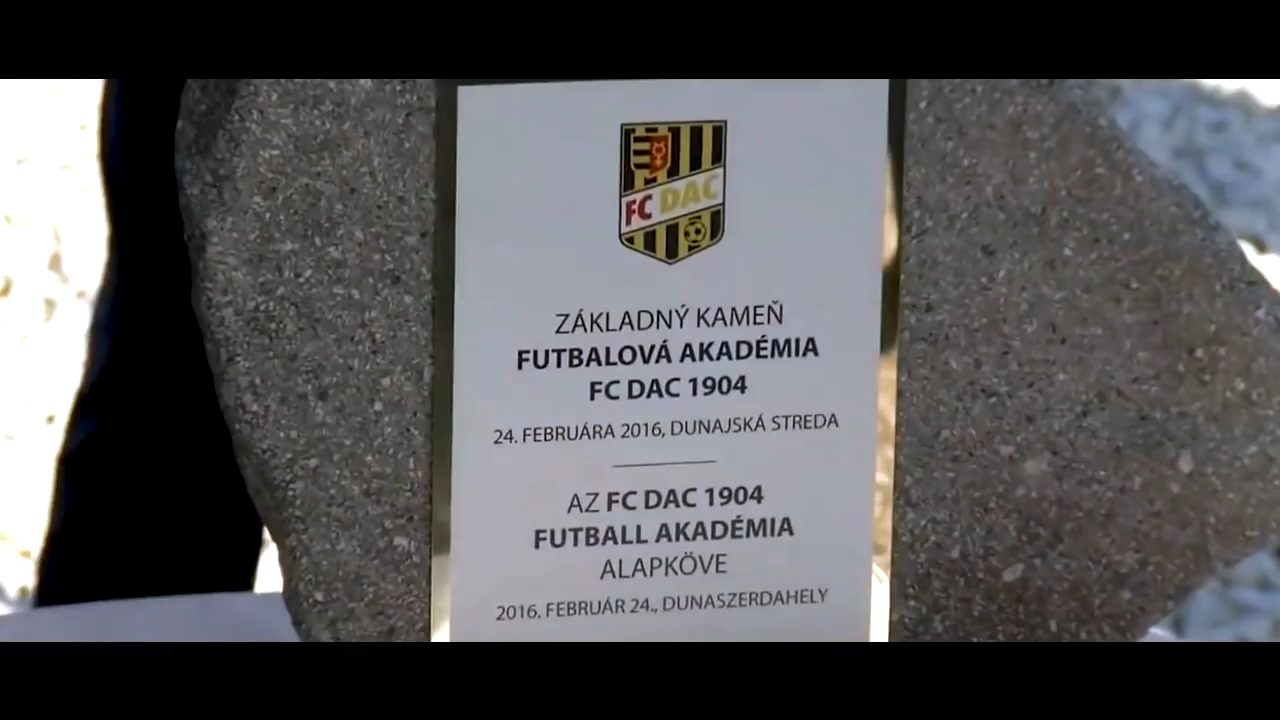 FC DAC
ZÁKLADNÝ KAMEŇ
FUTBALOVÁ AKADÉMIA
FC DAC 1904
24. FEBRUÁRA 2016, DUNAJSKÁ STREDA
AZ FC DAC 1904
FUTBALL AKADÉMIA
ALAPKÖVE
2016. FEBRUÁR 24., DUNASZERDAHELY